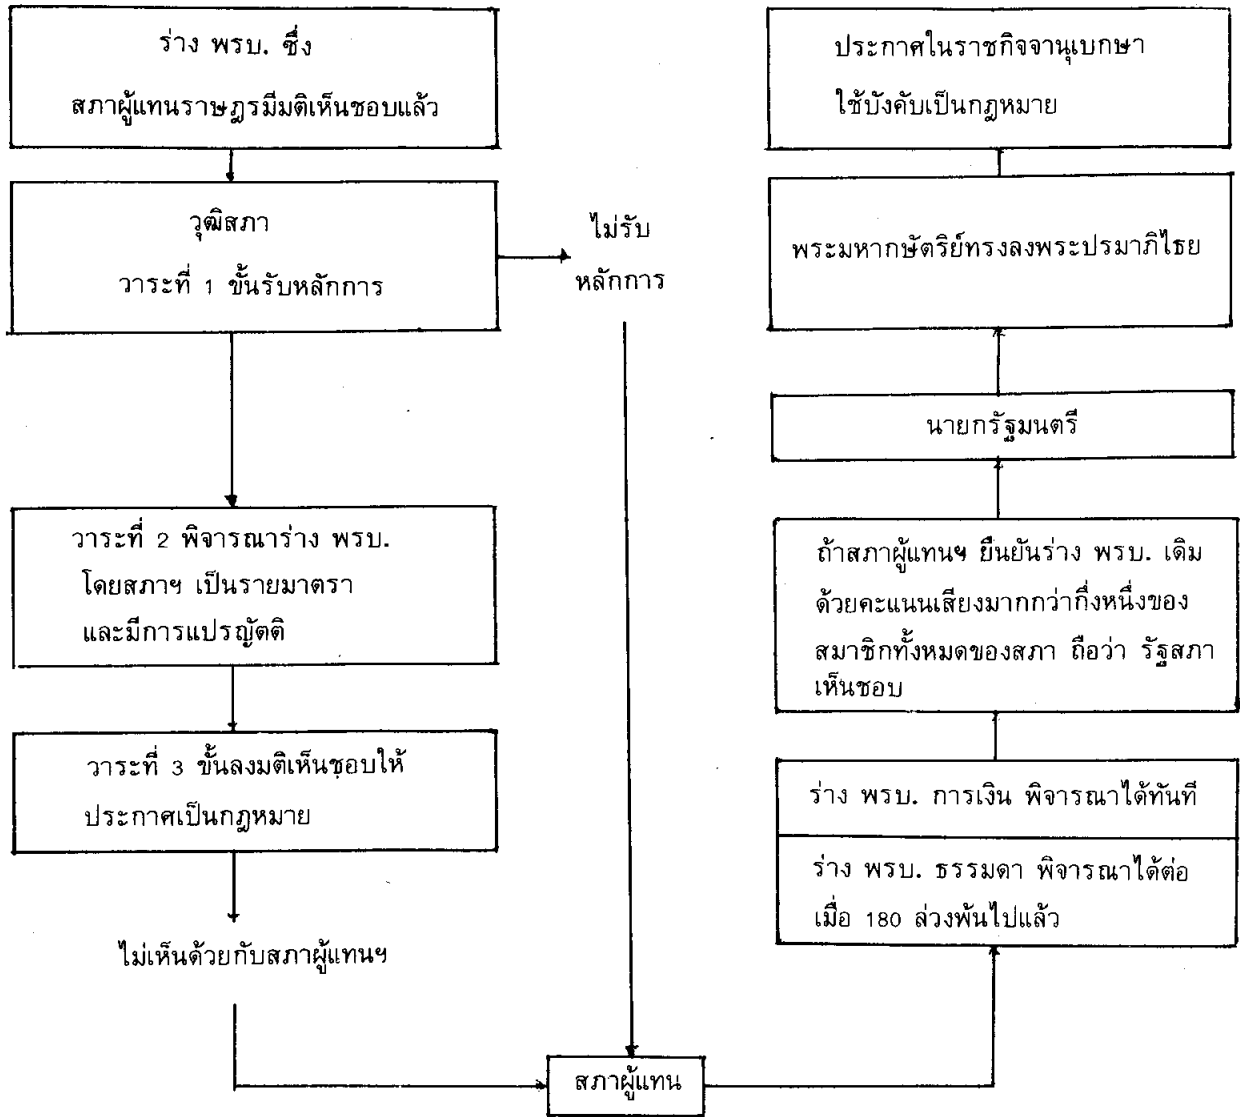 ร่าง พรบ. ซึ่ง
สภาผู้แทนราษฎรมีมติเห็นชอบแล้ว
วุฒิสภา
วาระที่ 1 ขั้นรับหลักการ
ไม่รับ
หลักการ
วาระที่ 2 พิจารณาร่าง พรบ.
โดยสภาฯ เป็นรายมาตรา
และมีการแปรญัตติ
วาระที่ 3 ขั้นลงมติเห็นชอบให้
ประกาศเป็นกฎหมาย
ไม่เห็นด้วยกับสภาผู้แทนฯ
สภาผู้แทน
ร่าง พรบ. การเงิน พิจารณาได้ทันที
ร่าง พรบ. ธรรมดา พิจารณาได้ต่อ
เมื่อ 180 ล่วงพ้นไปแล้ว
ถ้าสภาผู้แทนฯ ยืนยันร่าง พรบ. เดิม
ด้วยคะแนนเสียงมากกว่ากึ่งหนึ่งของ
สมาชิกทั้งหมดของสภา ถือว่า รัฐสภา
เห็นชอบ
นายกรัฐมนตรี
พระมหากษัตริย์ทรงลงพระปรมาภิไธย
ประกาศในราชกิจจานุเบกษา
ใช้บังคับเป็นกฎหมาย